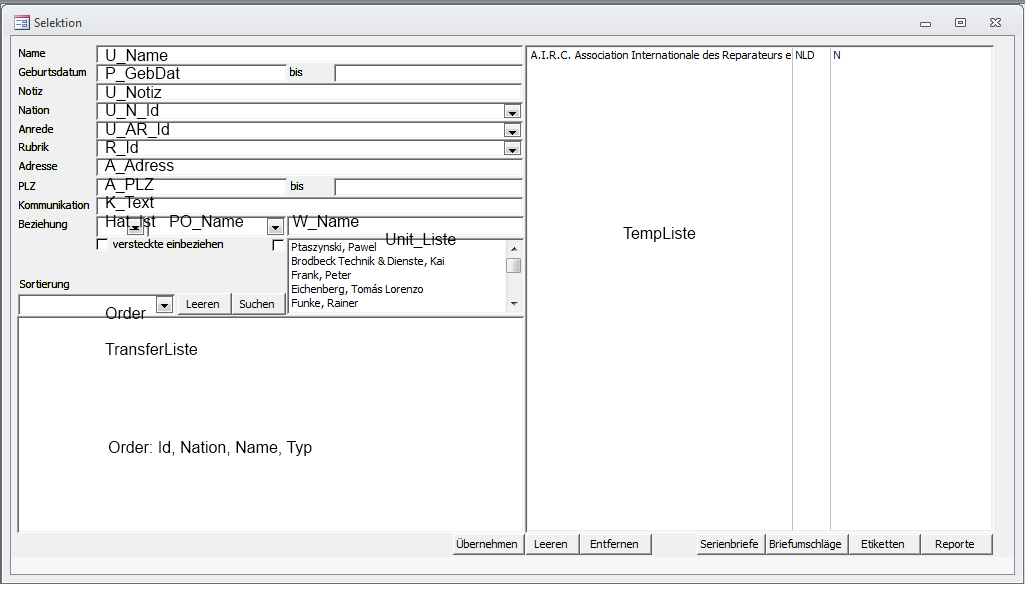 Selektion
Name U_Name
Geburtsdatum P_GebDat bis
Notiz U_Notiz
Nation U_N_Id
Anrede U_AR_Id
Rubrik R_Id
Adresse A_Adress
PLZ A_PLZ bis
Kommunikation K_Text
Beziehung Hat_Ist PO_Name W_Name
versteckte einbeziehen
Unit_Liste
Ptaszynski, Pawel
Brodbeck Technik & Dienste, Kai
Frank, Peter
Eichenberg, Tomás Lorenzo
Funke, Rainer
Sortierung
Leeren Suchen
Order
TransferListe
Order: Id, Nation, Name, Typ
A.I.R.C. Association Internationale des Reparateurs e NLD N
TempListe
Übernehmen Leeren Entfernen Serienbriefe Briefumschläge Etiketten Reporte